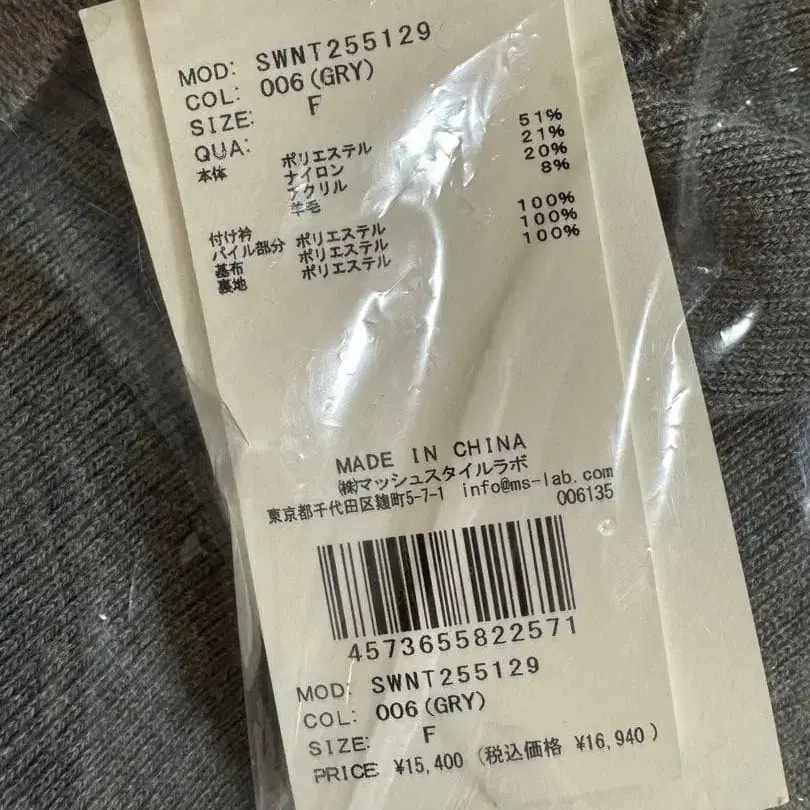 MOD: SWNT255129
COL: 006(GRY)
SIZE: F
QUA:
本体 ポリエステル 51%
ナイロン 21%
アクリル 20%
羊毛 8%
付け衿
パイル部分 ポリエステル 100%
基布 ポリエステル 100%
裏地 ポリエステル 100%
MADE IN CHINA
㈱マッシュスタイルラボ
東京都千代田区麹町5-7-1 info@ms-lab.com
006135
4573655822571
MOD: SWNT255129
COL: 006(GRY)
SIZE: F
PRICE: ¥15,400 (税込価格 ¥16,940)